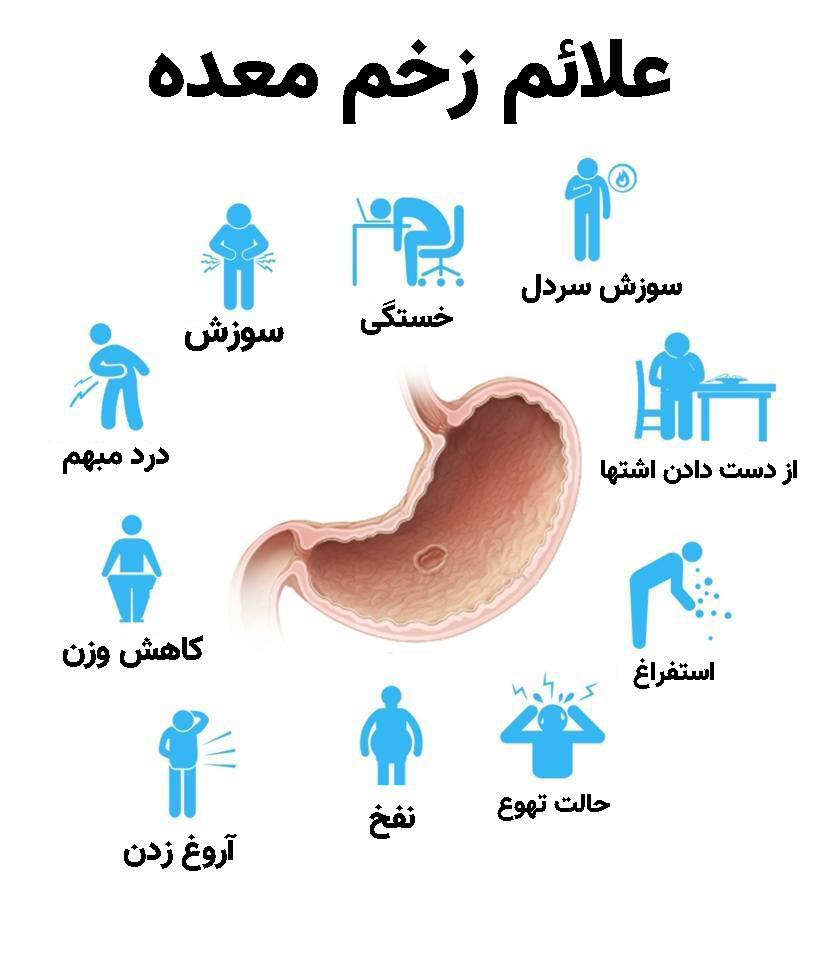 علائم زخم معده
سوزش سردل
خستگی
سوزش
از دست دادن اشتها
درد مبهم
استفراغ
کاهش وزن
حالت تهوع
نفخ
آروغ زدن